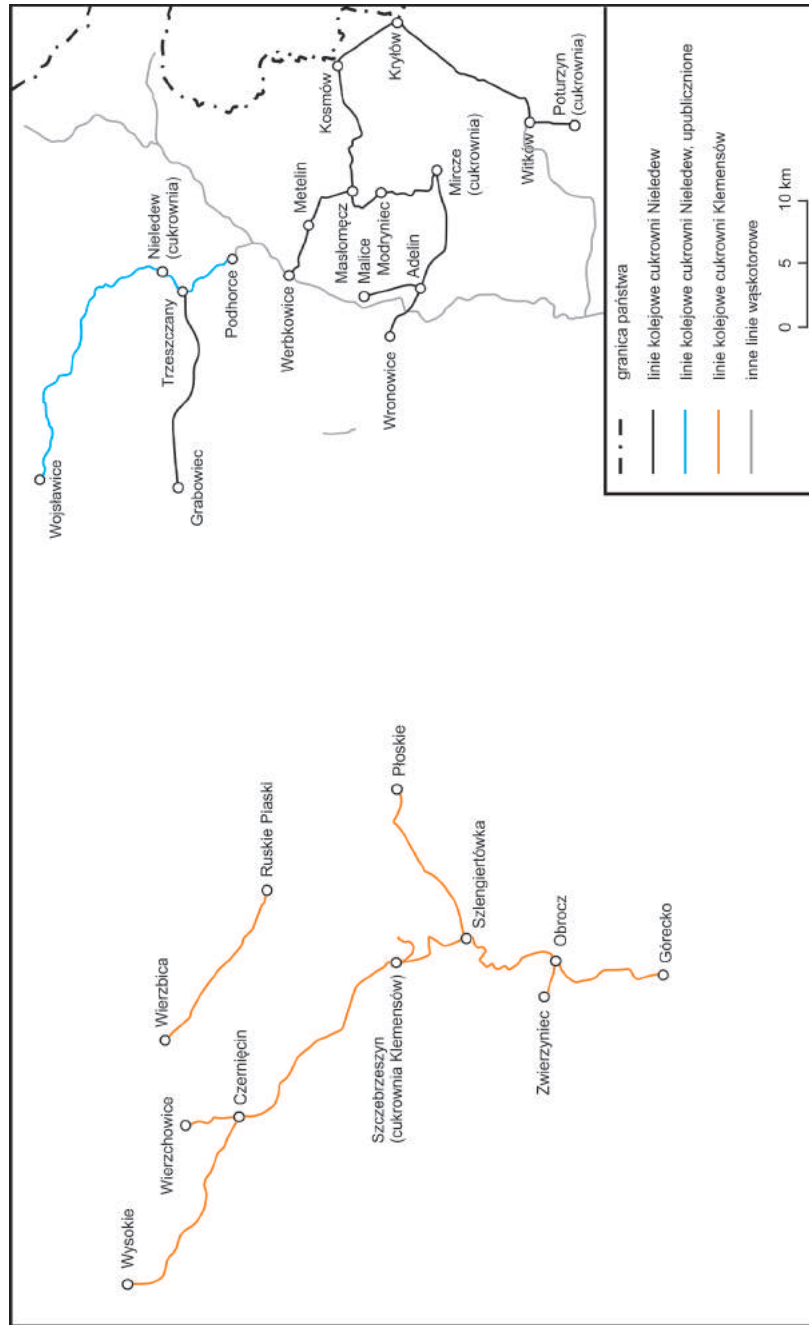 Wysokie
Wierzchowice
Czernięcin
Wierzbica
Ruskie Piaski
Szczebrzeszyn
(cukrownia Klemensów)
Płoskie
Szlengiertówka
Zwierzyniec
Obrocz
Górecko
Wojsławice
Grabowiec
Trzeszczany
Nieledew
(cukrownia)
Podhorce
Werbkowice
Metelin
Masłomęcz
Malice
Modryniec
Adelin
Wronowice
Mircze
(cukrownia)
Kosmów
Kryłów
Witków
Poturzyn
(cukrownia)
granica państwa
linie kolejowe cukrowni Nieledew
linie kolejowe cukrowni Nieledew, upublicznione
linie kolejowe cukrowni Klemensów
inne linie wąskotorowe
0 5 10 km